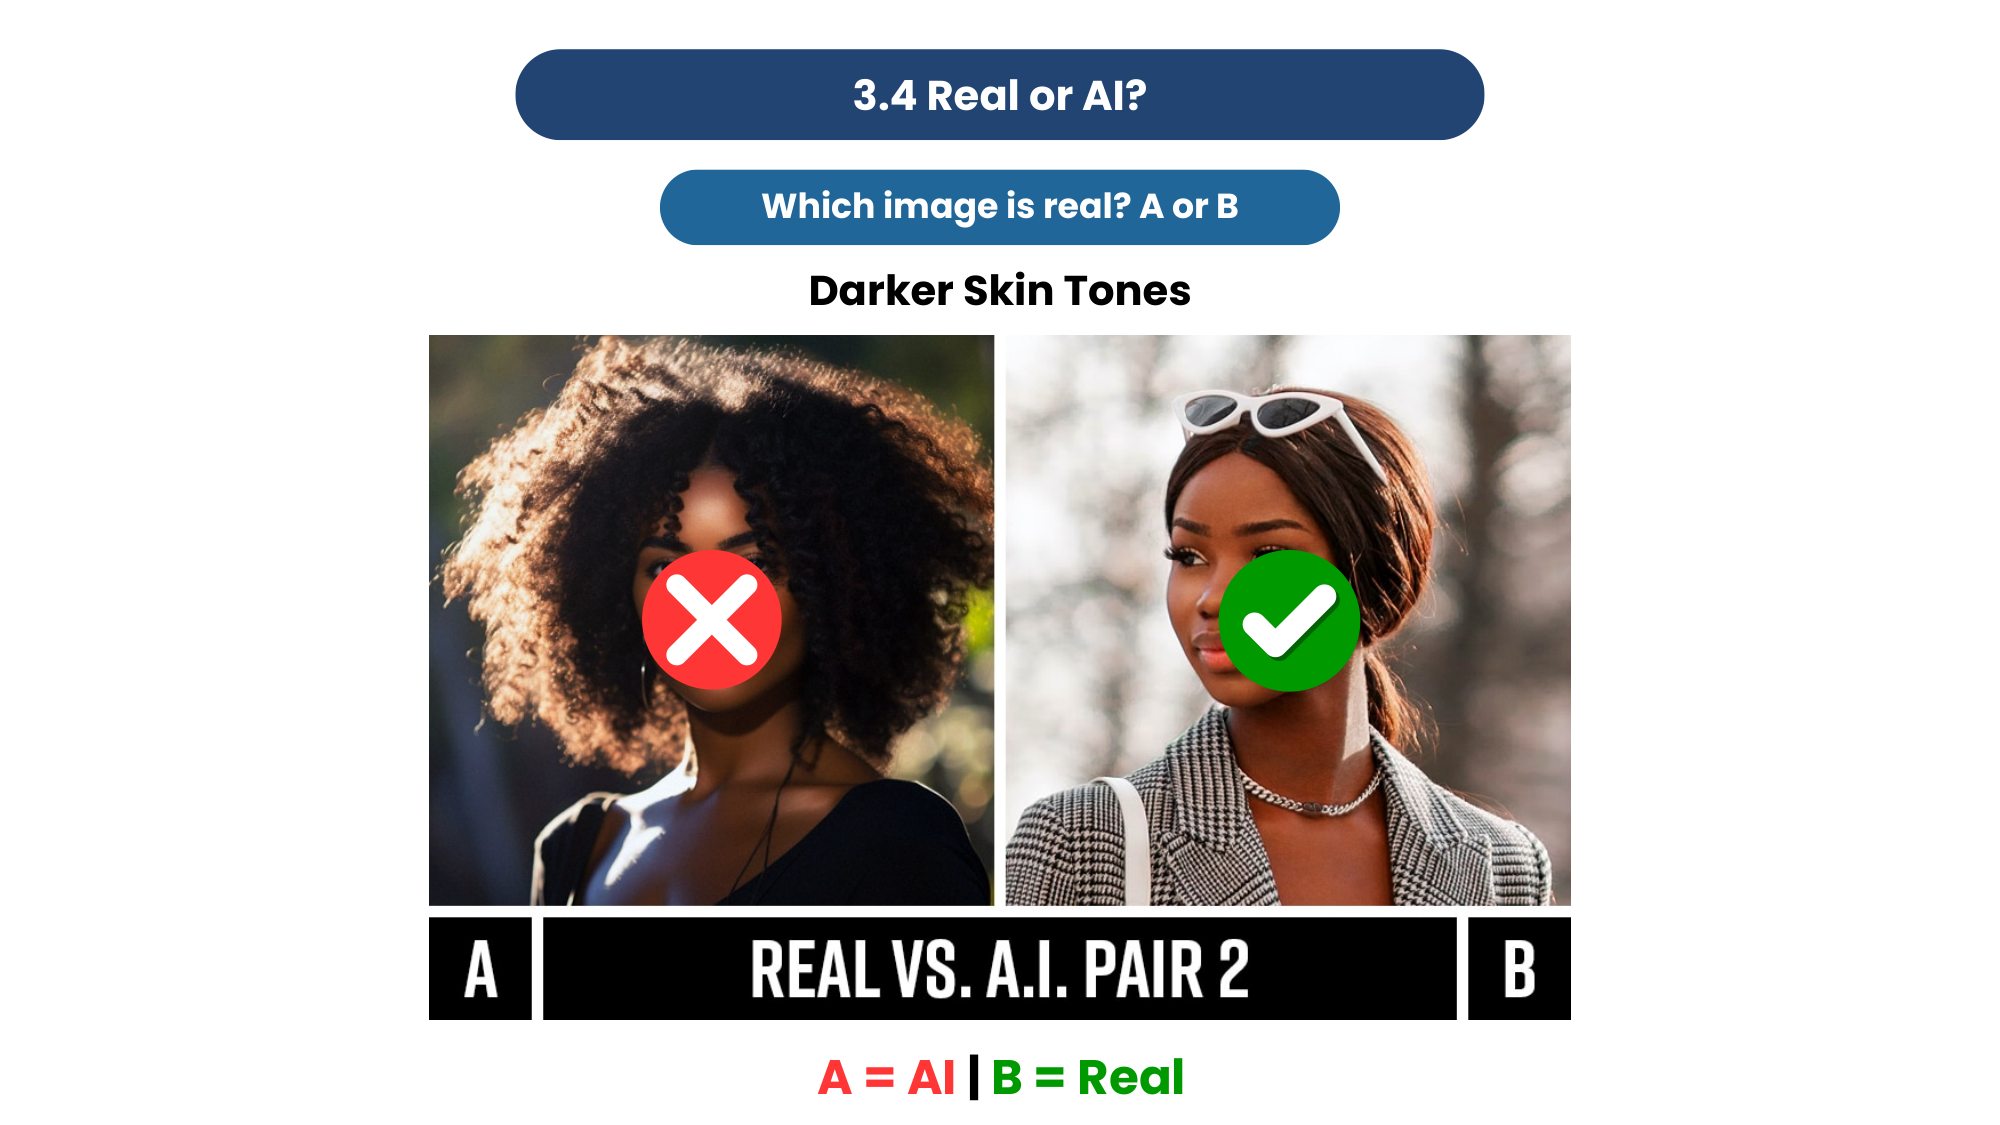 3.4 Real or AI?
Which image is real? A or B
Darker Skin Tones
A
REAL VS. A.I. PAIR 2
B
A = AI | B = Real